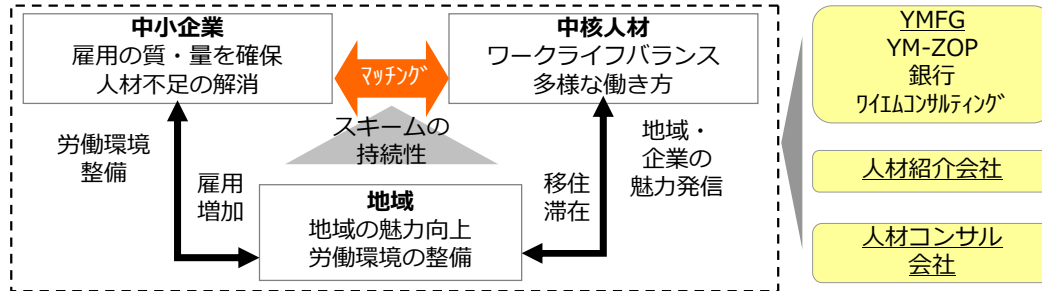 中小企業
雇用の質・量を確保
人材不足の解消
マッチング
中核人材
ワークライフバランス
多様な働き方
スキームの
持続性
労働環境
整備
雇用
増加
地域
地域の魅力向上
労働環境の整備
移住
滞在
地域・
企業の
魅力発信
YMFG
YM-ZOP
銀行
ワイエムコンサルティング
人材紹介会社
人材コンサル
会社